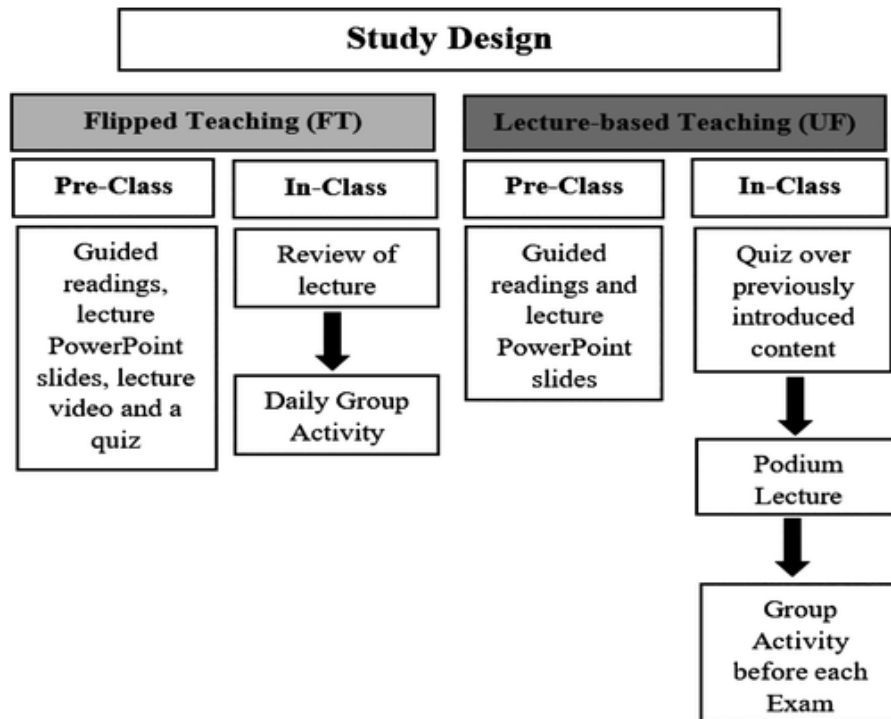 Study Design
Flipped Teaching (FT)
Lecture-based Teaching (UF)
Pre-Class
In-Class
Pre-Class
In-Class
Guided
readings,
lecture
PowerPoint
slides, lecture
video and a
quiz
Review of
lecture
Daily Group
Activity
Guided
readings and
lecture
PowerPoint
slides
Quiz over
previously
introduced
content
Podium
Lecture
Group
Activity
before each
Exam